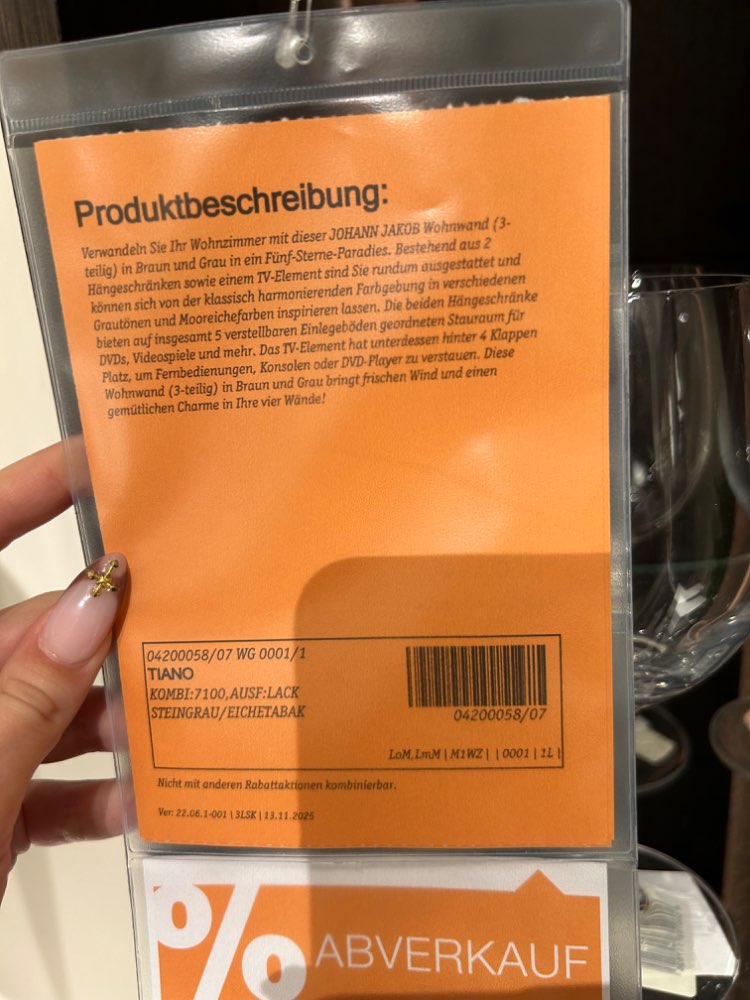 Produktbeschreibung:
Verwandeln Sie Ihr Wohnzimmer mit dieser JOHANN JAKOB Wohnwand (3-
teilig) in Braun und Grau in ein Fünf-Sterne-Paradies. Bestehend aus 2
Hängeschränken sowie einem TV-Element sind Sie rundum ausgestattet und
können sich von der klassisch harmonierenden Farbgebung in verschiedenen
Grautönen und Mooreichefarben inspirieren lassen. Die beiden Hängeschränke
bieten auf insgesamt 5 verstellbaren Einlegeböden geordneten Stauraum für
DVDs, Videospiele und mehr. Das TV-Element hat unterdessen hinter 4 Klappen
Platz, um Fernbedienungen, Konsolen oder DVD-Player zu verstauen. Diese
Wohnwand (3-teilig) in Braun und Grau bringt frischen Wind und einen
gemütlichen Charme in Ihre vier Wände!
04200058/07 WG 0001/1
TIANO
KOMBI:7100,AUSF:LACK
STEINGRAU/EICHETABAK
04200058/07
LoM,LmM | M1WZ | | 0001 | 1L |
Nicht mit anderen Rabattaktionen kombinierbar.
Ver: 22.06.1-001 | 3LSK | 13.11.2025
% ABVERKAUF